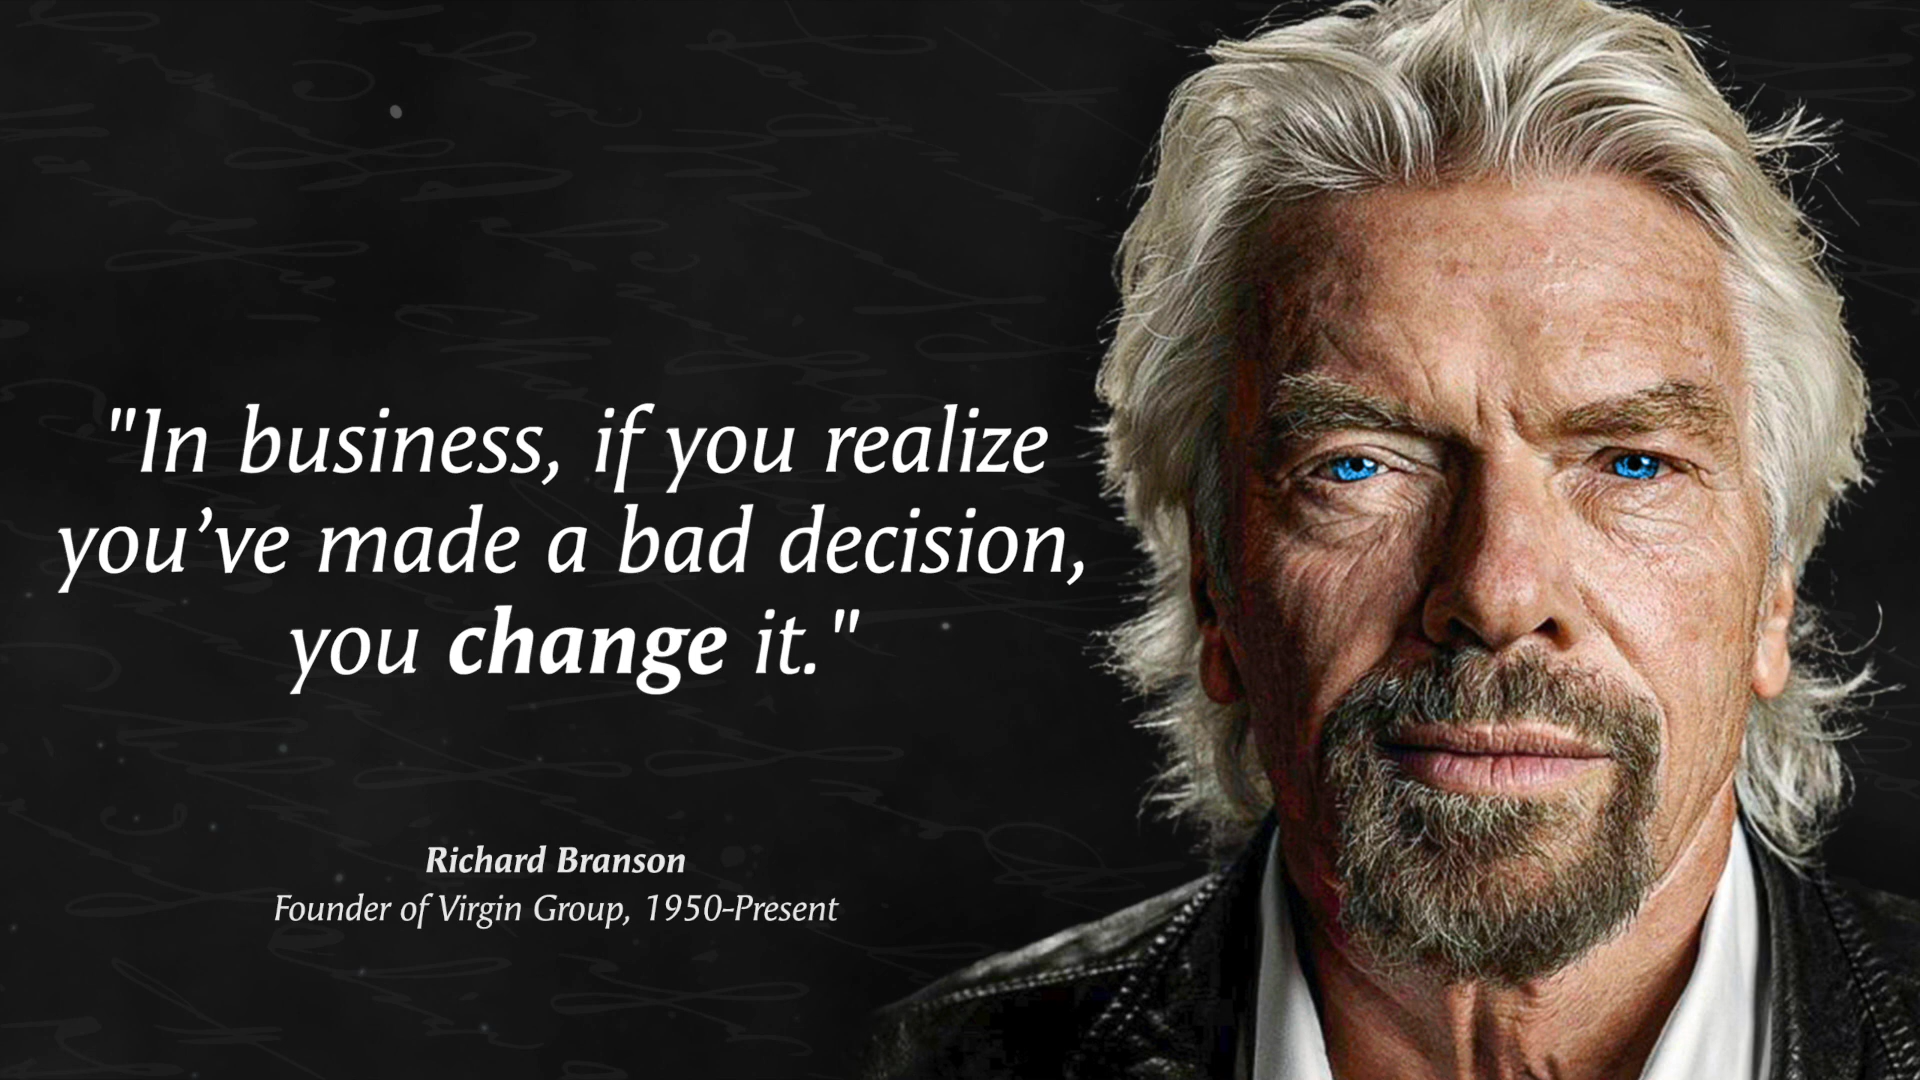 "In business, if you realize
you’ve made a bad decision,
you change it."
Richard Branson
Founder of Virgin Group, 1950-Present